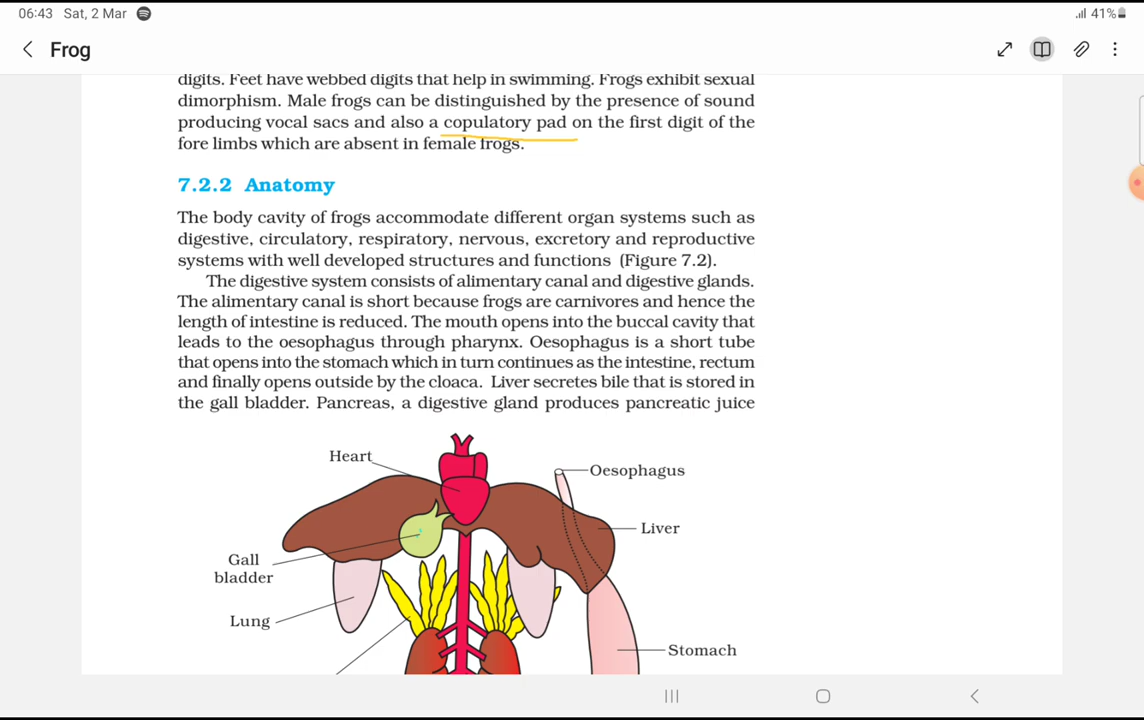 06:43 Sat, 2 Mar
41%
Frog
digits. Feet have webbed digits that help in swimming. Frogs exhibit sexual
dimorphism. Male frogs can be distinguished by the presence of sound
producing vocal sacs and also a copulatory pad on the first digit of the
fore limbs which are absent in female frogs.
7.2.2 Anatomy
The body cavity of frogs accommodate different organ systems such as
digestive, circulatory, respiratory, nervous, excretory and reproductive
systems with well developed structures and functions (Figure 7.2).
The digestive system consists of alimentary canal and digestive glands.
The alimentary canal is short because frogs are carnivores and hence the
length of intestine is reduced. The mouth opens into the buccal cavity that
leads to the oesophagus through pharynx. Oesophagus is a short tube
that opens into the stomach which in turn continues as the intestine, rectum
and finally opens outside by the cloaca. Liver secretes bile that is stored in
the gall bladder. Pancreas, a digestive gland produces pancreatic juice
Heart
Oesophagus
Liver
Gall
bladder
Lung
Stomach